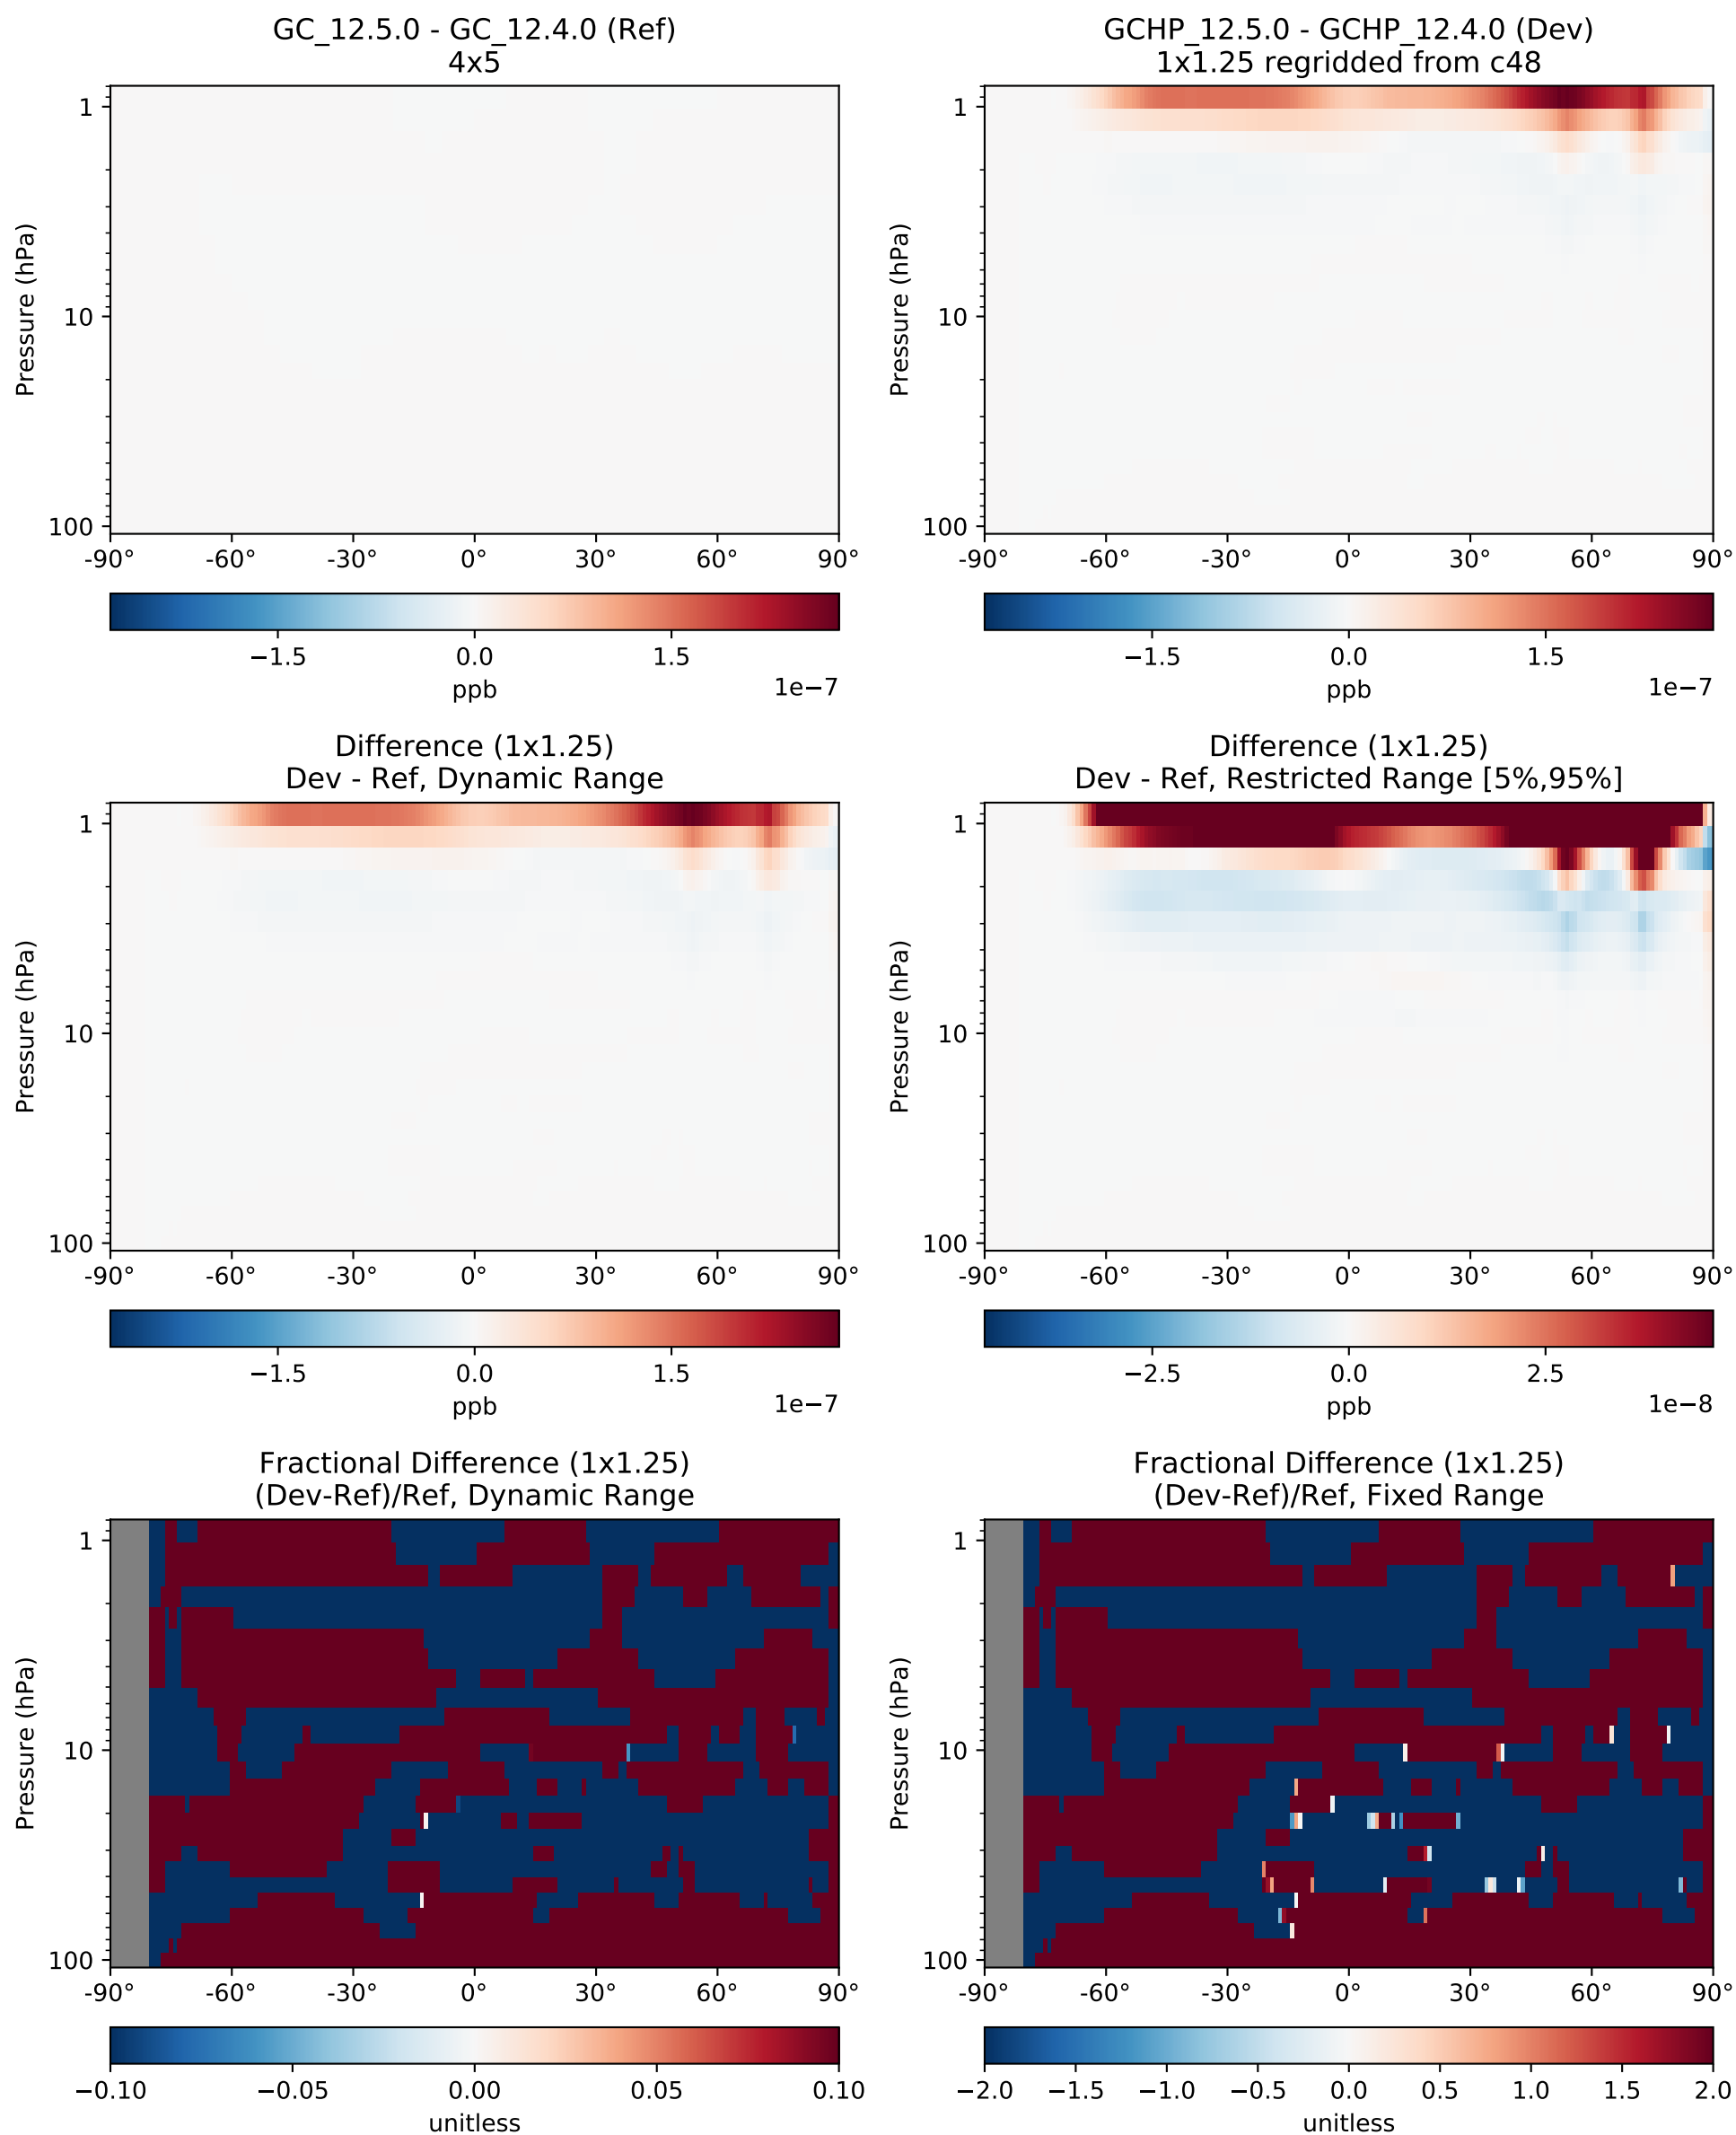 GC_12.5.0 - GC_12.4.0 (Ref)
4x5
GCHP_12.5.0 - GCHP_12.4.0 (Dev)
1x1.25 regridded from c48
Pressure (hPa)
1
10
100
-90° -60° -30° 0° 30° 60° 90°
−1.5 0.0 1.5
ppb
1e−7
Pressure (hPa)
1
10
100
-90° -60° -30° 0° 30° 60° 90°
−1.5 0.0 1.5
ppb
1e−7
Difference (1x1.25)
Dev - Ref, Dynamic Range
Difference (1x1.25)
Dev - Ref, Restricted Range [5%,95%]
Pressure (hPa)
1
10
100
-90° -60° -30° 0° 30° 60° 90°
−1.5 0.0 1.5
ppb
1e−7
Pressure (hPa)
1
10
100
-90° -60° -30° 0° 30° 60° 90°
−2.5 0.0 2.5
ppb
1e−8
Fractional Difference (1x1.25)
(Dev-Ref)/Ref, Dynamic Range
Fractional Difference (1x1.25)
(Dev-Ref)/Ref, Fixed Range
Pressure (hPa)
1
10
100
-90° -60° -30° 0° 30° 60° 90°
−0.10 −0.05 0.00 0.05 0.10
unitless
Pressure (hPa)
1
10
100
-90° -60° -30° 0° 30° 60° 90°
−2.0 −1.5 −1.0 −0.5 0.0 0.5 1.0 1.5 2.0
unitless